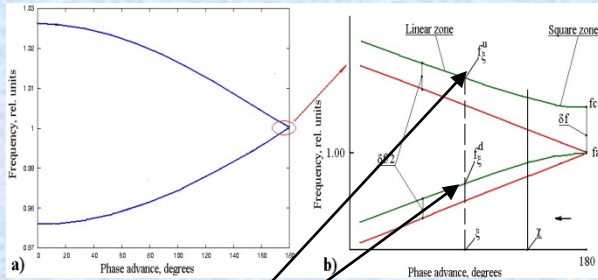 Frequency, rel. units
1.03
1.02
1.01
1
0.99
0.98
0.97
0 20 40 60 80 100 120 140 160 180
a)
Phase advance, degrees
Frequency, rel. units
1.00
Linear zone
Square zone
f ξ u
fc
δf
fa
f ξ d
δf/2
ξ
χ
180
b)
Phase advance, degrees